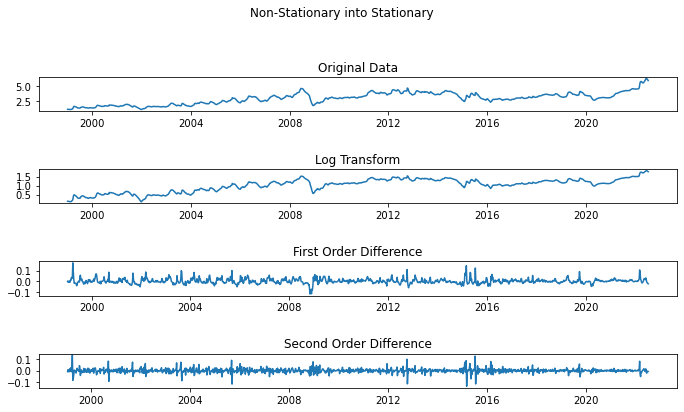 Non-Stationary into Stationary
Original Data
5.0
2.5
2000 2004 2008 2012 2016 2020
Log Transform
1.5
1.0
0.5
2000 2004 2008 2012 2016 2020
First Order Difference
0.1
0.0
−0.1
2000 2004 2008 2012 2016 2020
Second Order Difference
0.1
0.0
−0.1
2000 2004 2008 2012 2016 2020